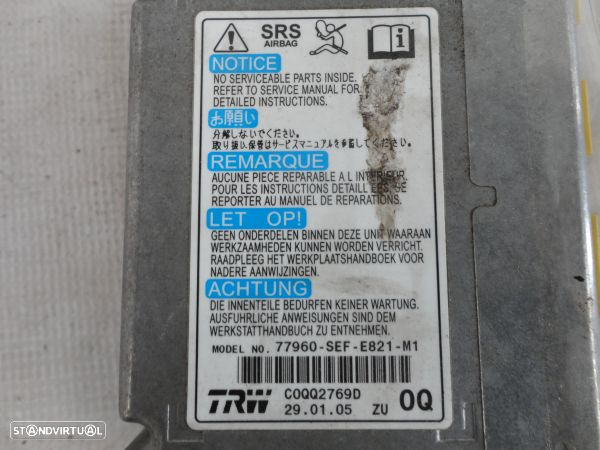 SRS
AIRBAG
NOTICE
NO SERVICEABLE PARTS INSIDE.
REFER TO SERVICE MANUAL FOR
DETAILED INSTRUCTIONS.
お願い
分解しないでください。
取り扱い、保管はサービスマニュアルを参照してください。
REMARQUE
AUCUNE PIECE REPARABLE A L INTERIEUR.
POUR LES INSTRUCTIONS DETAILLEES, SE
REPORTER AU MANUEL DE REPARATIONS.
LET OP!
GEEN ONDERDELEN BINNEN DEZE UNIT WAARAAN
WERKZAAMHEDEN KUNNEN WORDEN VERRICHT.
RAADPLEEG HET WERKPLAATSHANDBOEK VOOR
NADERE AANWIJZINGEN.
ACHTUNG
DIE INNENTEILE BEDURFEN KEINER WARTUNG.
AUSFUHRLICHE ANWEISUNGEN SIND DEM
WERKSTATTHANDBUCH ZU ENTNEHMEN.
MODEL NO. 77960-SEF-E821-M1
TRW C0QQ2769D
29.01.05 ZU 0Q
STANDVIRTUAL